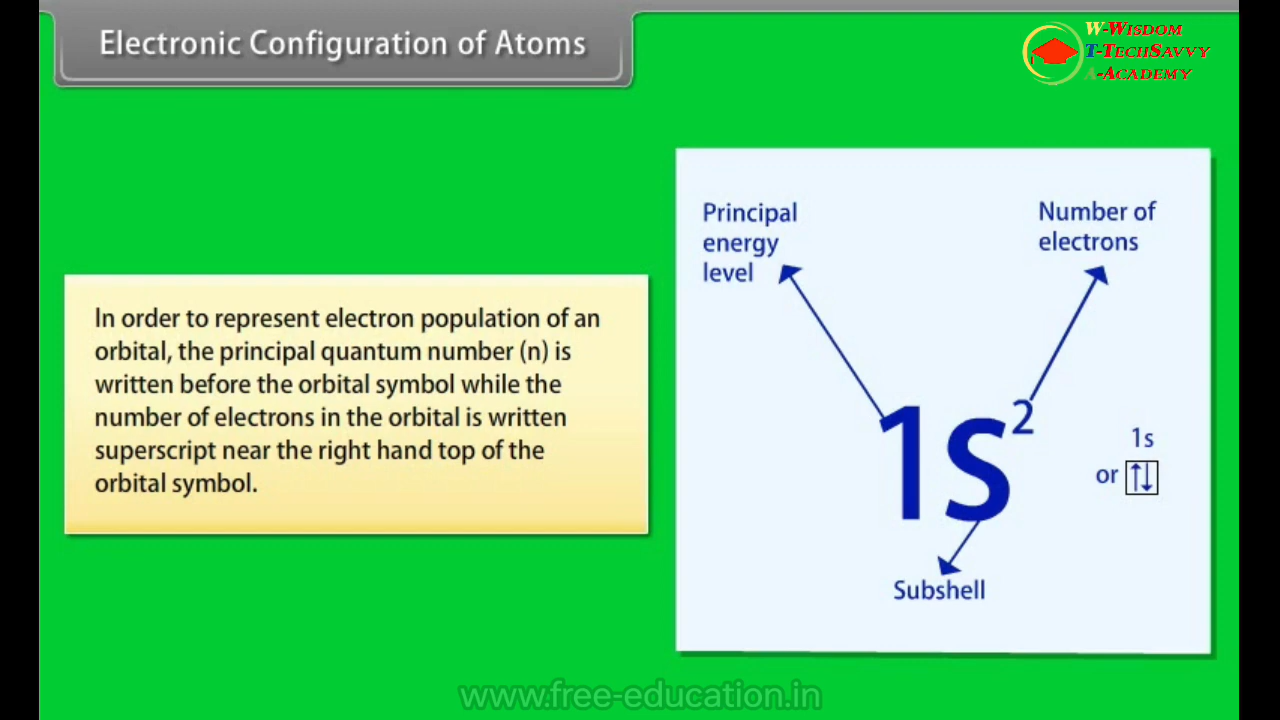 Electronic Configuration of Atoms
W-Wisdom
T-TechSavvy
A-Academy
Principal
energy
level
Number of
electrons
In order to represent electron population of an
orbital, the principal quantum number (n) is
written before the orbital symbol while the
number of electrons in the orbital is written
superscript near the right hand top of the
orbital symbol.
1s²
1s
or ↑↓
Subshell
www.free-education.in